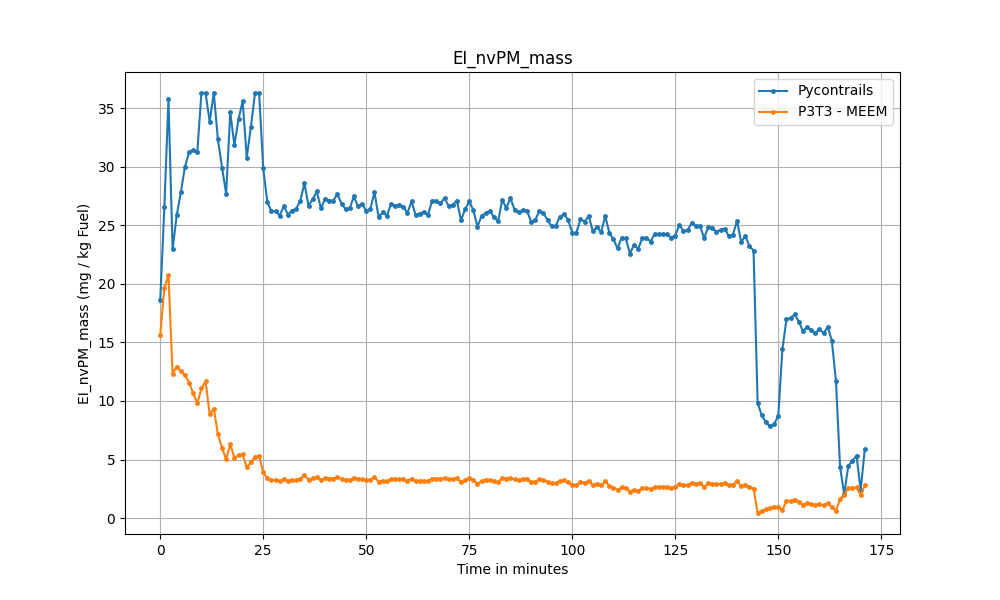 EI_nvPM_mass
Pycontrails
P3T3 - MEEM
EI_nvPM_mass (mg / kg Fuel)
35
30
25
20
15
10
5
0
0 25 50 75 100 125 150 175
Time in minutes